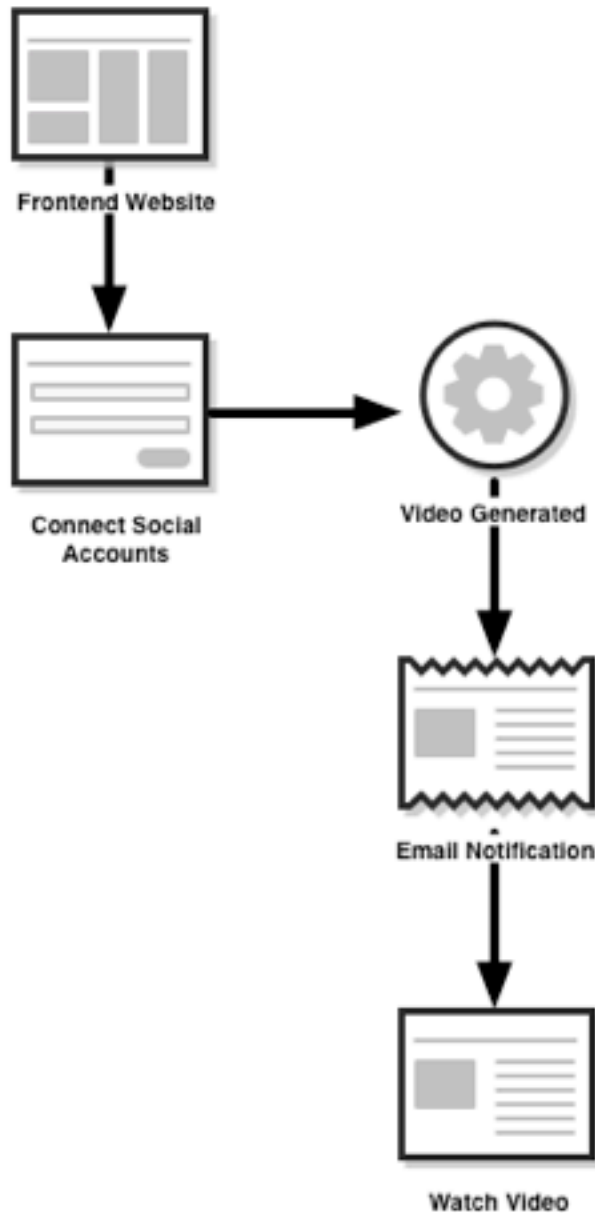 Frontend Website
Connect Social
Accounts
Video Generated
Email Notification
Watch Video